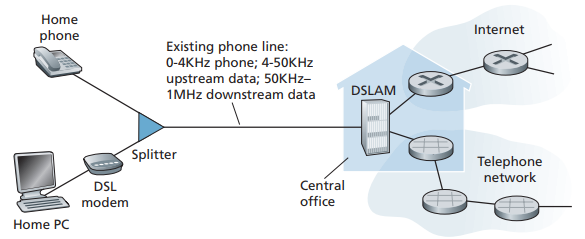 Home
phone
Existing phone line:
0-4KHz phone; 4-50KHz
upstream data; 50KHz–
1MHz downstream data
Internet
DSLAM
Splitter
DSL
modem
Home PC
Central
office
Telephone
network